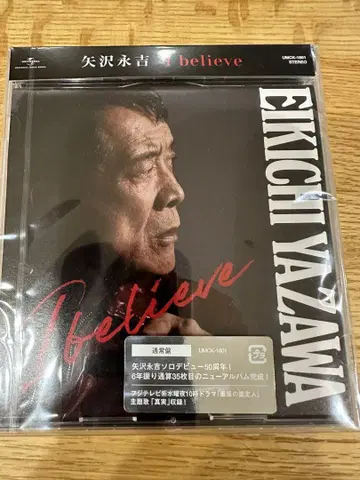 UNIVERSAL
矢沢永吉 I believe
UMCK-1801
STEREO
EIKICHI YAZAWA
I believe
通常盤
UMCK-1801
矢沢永吉ソロデビュー50周年!
6年振り通算35枚目のニューアルバム完成!
フジテレビ系水曜夜10時ドラマ「最後の鑑定人」
主題歌「真実」収録!